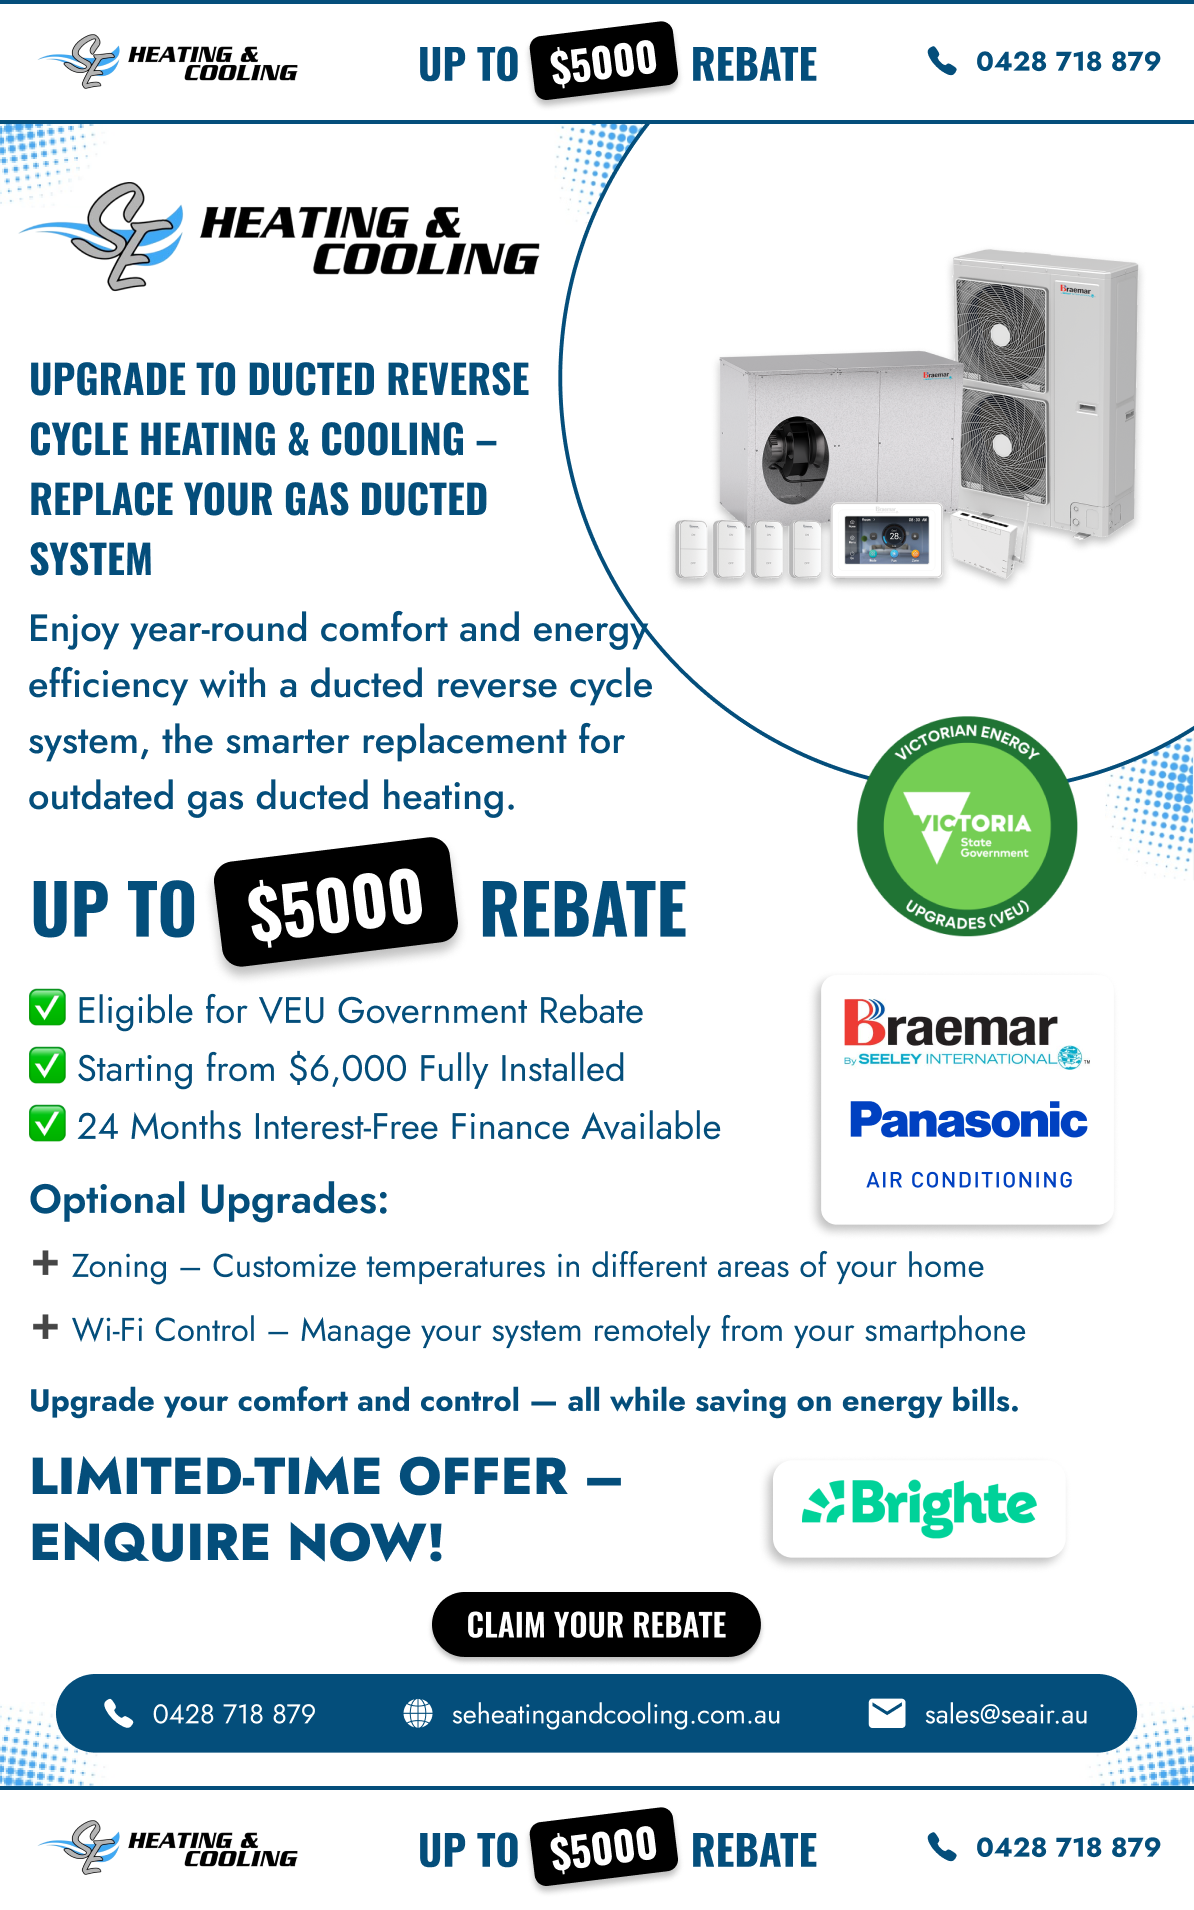 SE HEATING &
COOLING
UP TO $5000 REBATE
0428 718 879
SE HEATING &
COOLING
Braemar
Braemar
UPGRADE TO DUCTED REVERSE
CYCLE HEATING & COOLING –
REPLACE YOUR GAS DUCTED
SYSTEM
28
Enjoy year-round comfort and energy
efficiency with a ducted reverse cycle
system, the smarter replacement for
outdated gas ducted heating.
VICTORIAN ENERGY
VICTORIA
State
Government
UPGRADES (VEU)
UP TO $5000 REBATE
✅ Eligible for VEU Government Rebate
✅ Starting from $6,000 Fully Installed
✅ 24 Months Interest-Free Finance Available
Braemar
By SEELEY INTERNATIONAL™
Panasonic
AIR CONDITIONING
Optional Upgrades:
➕ Zoning – Customize temperatures in different areas of your home
➕ Wi-Fi Control – Manage your system remotely from your smartphone
Upgrade your comfort and control — all while saving on energy bills.
LIMITED-TIME OFFER –
ENQUIRE NOW!
Brighte
CLAIM YOUR REBATE
0428 718 879 seheatingandcooling.com.au sales@seair.au
SE HEATING &
COOLING
UP TO $5000 REBATE
0428 718 879